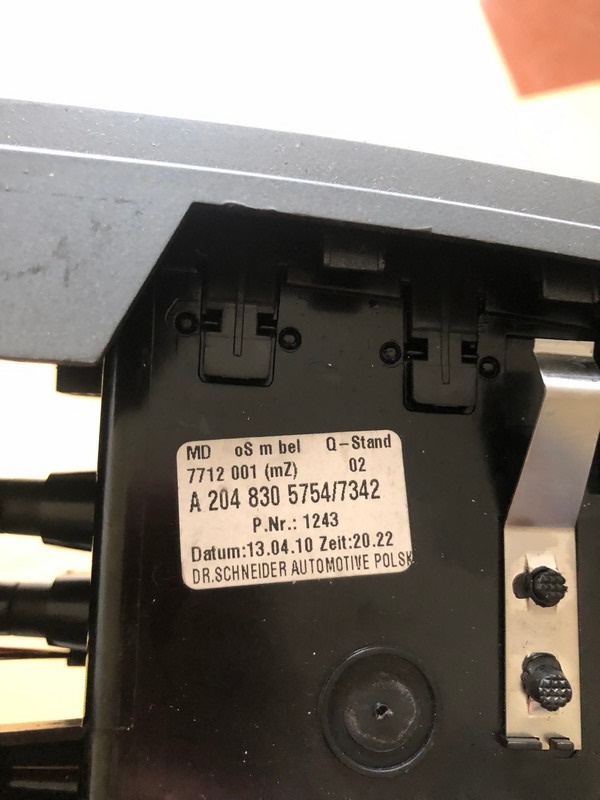 MD oS m bel Q-Stand
7712 001 (mZ) 02
A 204 830 5754/7342
P.Nr.: 1243
Datum:13.04.10 Zeit:20.22
DR.SCHNEIDER AUTOMOTIVE POLSK